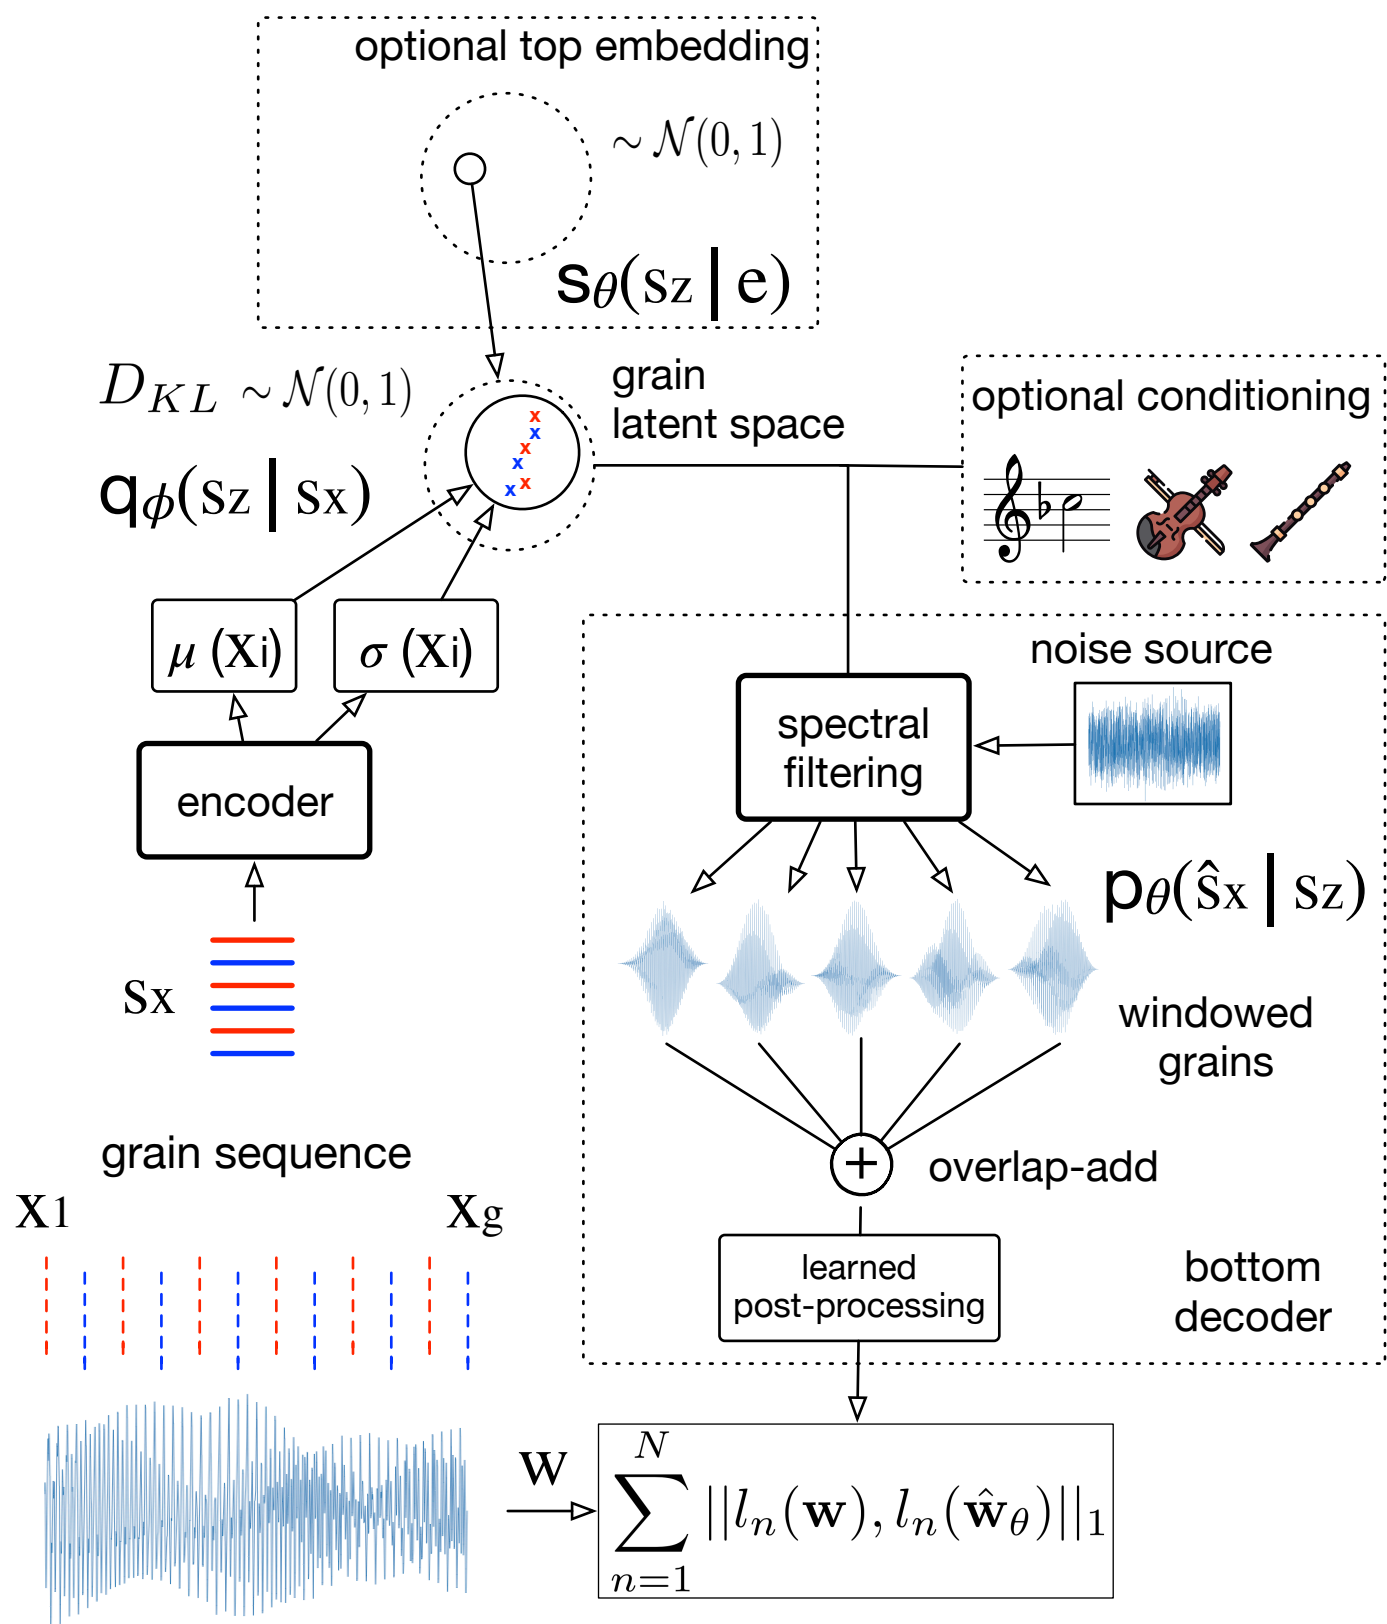 optional top embedding
∼ 𝒩(0, 1)
sθ(sz | e)
D_KL ∼ 𝒩(0, 1)
grain
latent space
optional conditioning
qϕ(sz | sx)
μ (xi)
σ (xi)
noise source
spectral
filtering
encoder
pθ(ŝx | sz)
sx
windowed
grains
grain sequence
overlap-add
x1
xg
learned
post-processing
bottom
decoder
w
∑_{n=1}^{N} ||l_n(𝐰), l_n(𝐰̂_θ)||_1